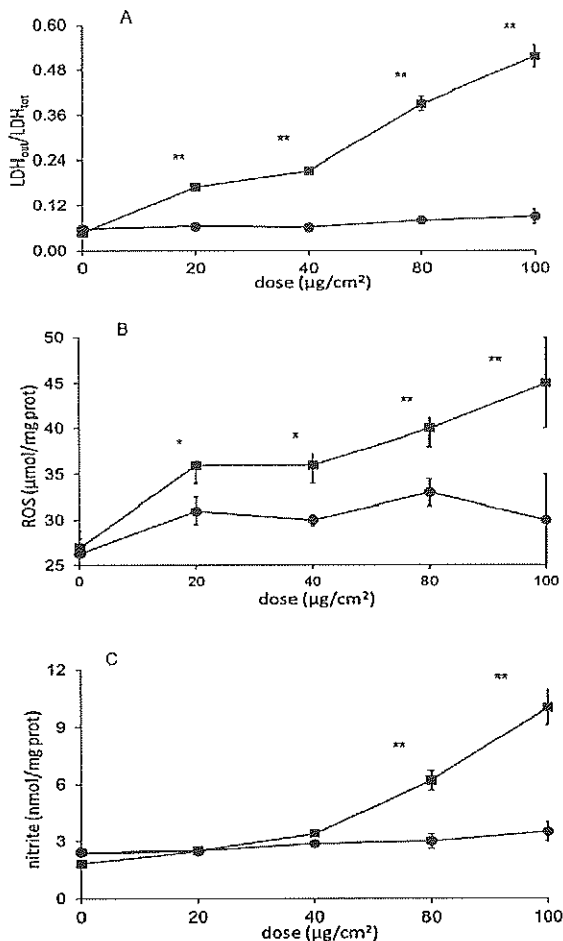 A
0.60
0.48
0.36
0.24
0.12
0.00
LDHout/LDHtot
**
**
**
**
0 20 40 80 100
dose (µg/cm²)
B
50
45
40
35
30
25
ROS (µmol/mg prot)
*
*
**
**
0 20 40 80 100
dose (µg/cm²)
C
12
9
6
3
0
nitrite (nmol/mg prot)
**
**
0 20 40 80 100
dose (µg/cm²)